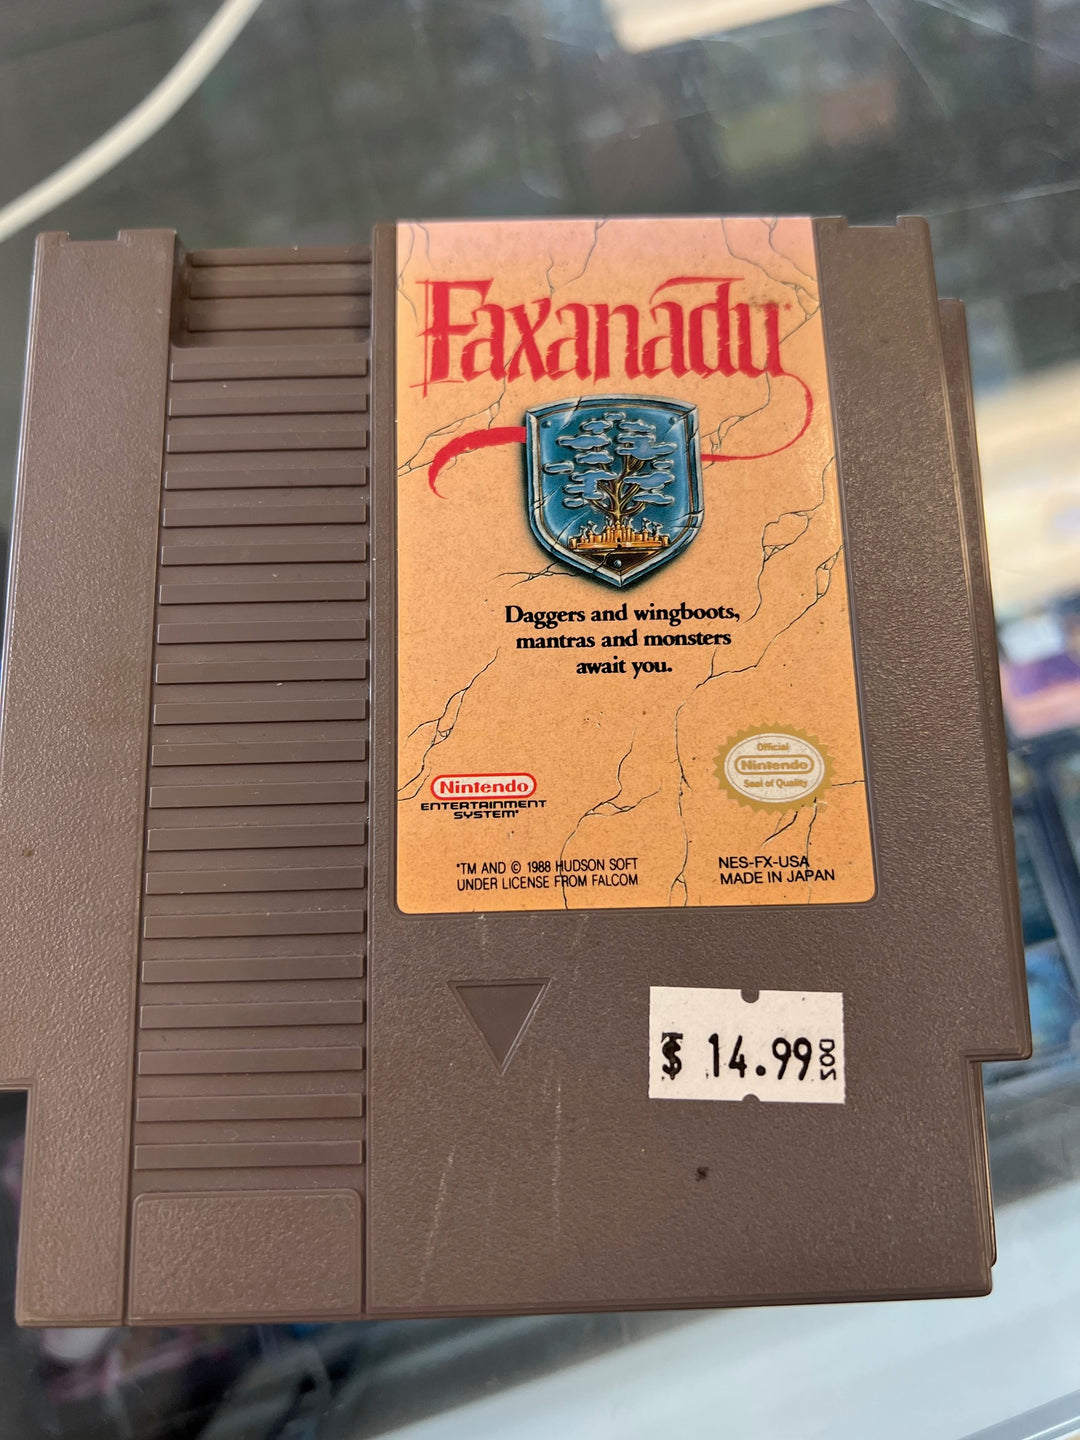 Faxanadu
Daggers and wingboots,
mantras and monsters
await you.
Official
Nintendo
Seal of Quality
Nintendo
ENTERTAINMENT
SYSTEM
*TM AND © 1988 HUDSON SOFT
UNDER LICENSE FROM FALCOM
NES-FX-USA
MADE IN JAPAN
$ 14.99